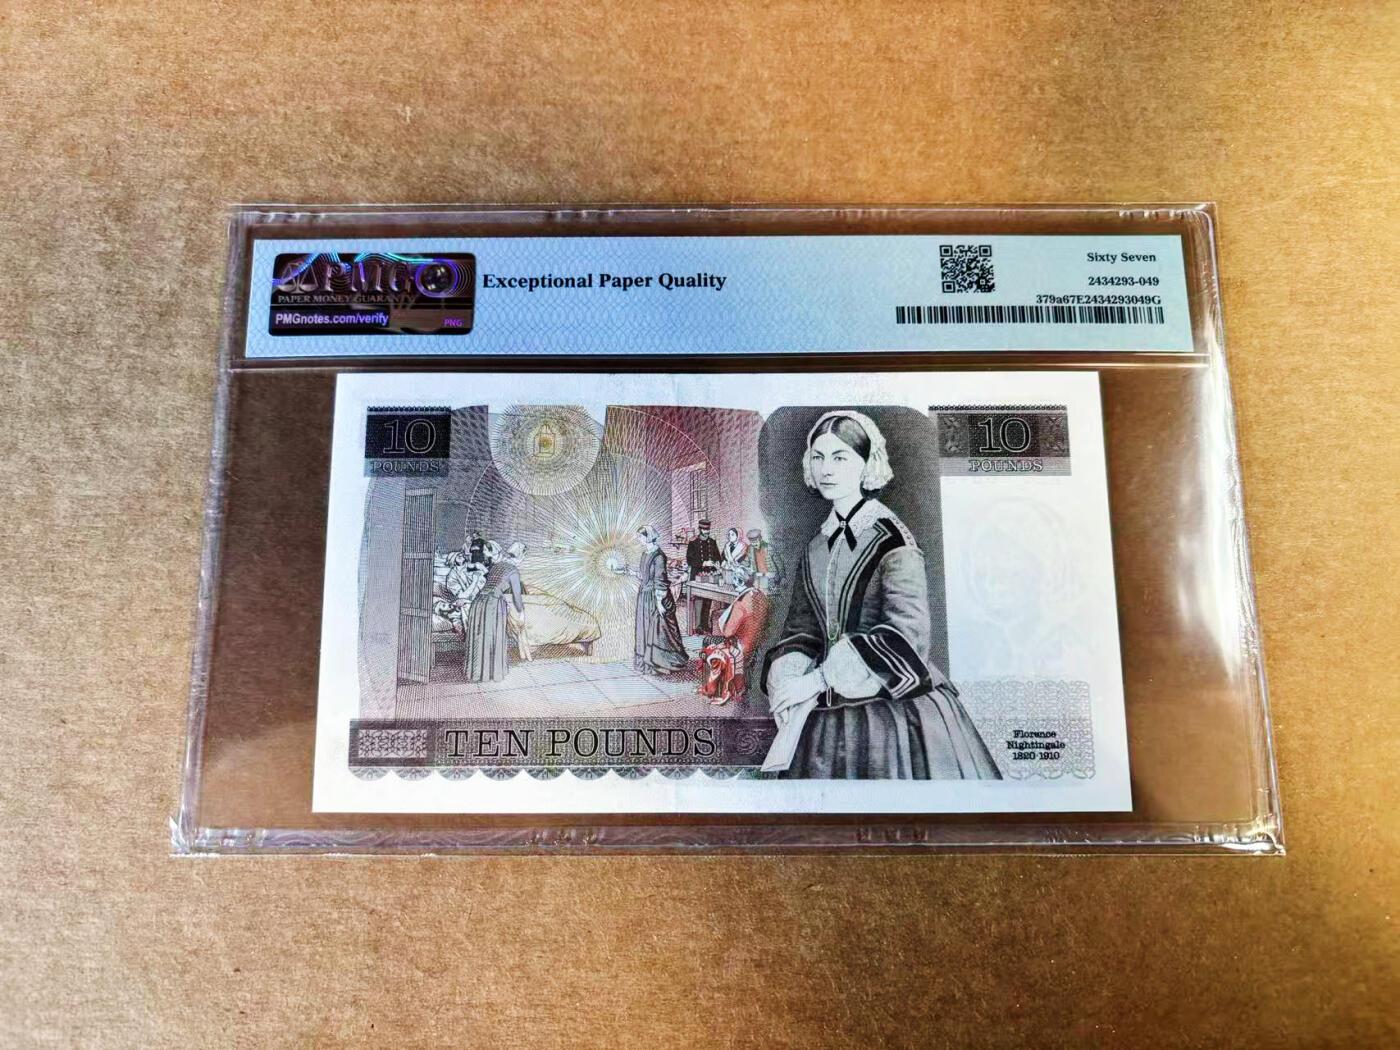 PMG
PAPER MONEY GUARANTY
PMGnotes.com/verify
PNG
Exceptional Paper Quality
Sixty Seven
2434293-049
379a67E2434293049G
10
POUNDS
10
POUNDS
TEN POUNDS
Florence
Nightingale
1820-1910